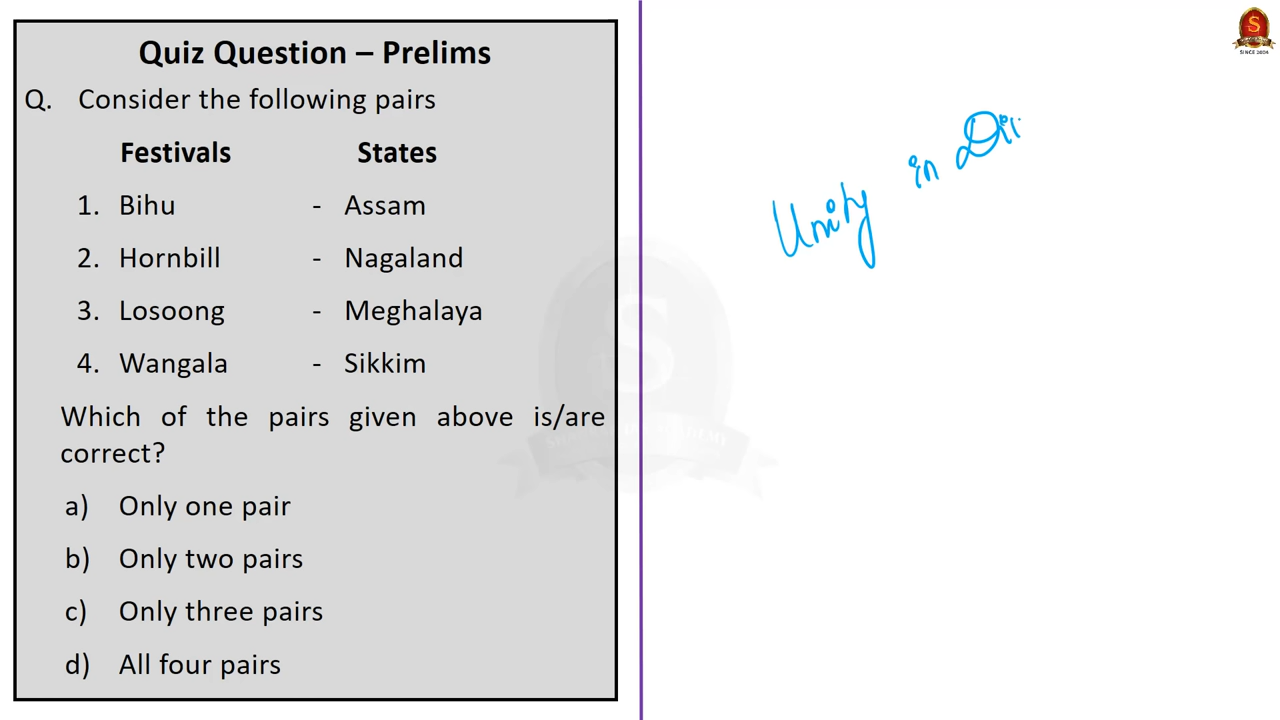 Quiz Question – Prelims
Q. Consider the following pairs
Festivals States
1. Bihu - Assam
2. Hornbill - Nagaland
3. Losoong - Meghalaya
4. Wangala - Sikkim
Which of the pairs given above is/are
correct?
a) Only one pair
b) Only two pairs
c) Only three pairs
d) All four pairs
Unity in
S
SINCE 2004